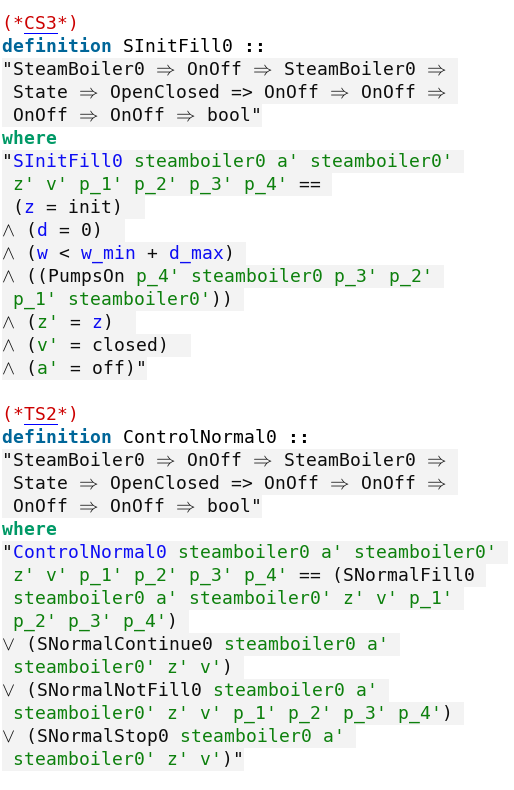 (*CS3*)
definition SInitFill0 ::
"SteamBoiler0 ⇒ OnOff ⇒ SteamBoiler0 ⇒
State ⇒ OpenClosed => OnOff ⇒ OnOff ⇒
OnOff ⇒ OnOff ⇒ bool"
where
"SInitFill0 steamboiler0 a' steamboiler0'
z' v' p_1' p_2' p_3' p_4' ==
(z = init)
∧ (d = 0)
∧ (w < w_min + d_max)
∧ ((PumpsOn p_4' steamboiler0 p_3' p_2'
p_1' steamboiler0'))
∧ (z' = z)
∧ (v' = closed)
∧ (a' = off)"
(*TS2*)
definition ControlNormal0 ::
"SteamBoiler0 ⇒ OnOff ⇒ SteamBoiler0 ⇒
State ⇒ OpenClosed => OnOff ⇒ OnOff ⇒
OnOff ⇒ OnOff ⇒ bool"
where
"ControlNormal0 steamboiler0 a' steamboiler0'
z' v' p_1' p_2' p_3' p_4' == (SNormalFill0
steamboiler0 a' steamboiler0' z' v' p_1'
p_2' p_3' p_4')
∨ (SNormalContinue0 steamboiler0 a'
steamboiler0' z' v')
∨ (SNormalNotFill0 steamboiler0 a'
steamboiler0' z' v' p_1' p_2' p_3' p_4')
∨ (SNormalStop0 steamboiler0 a'
steamboiler0' z' v')"